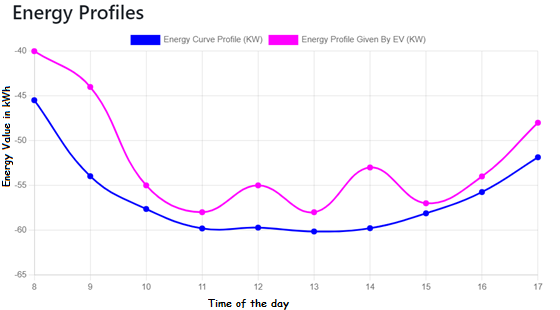 Energy Profiles
Energy Curve Profile (KW) Energy Profile Given By EV (KW)
Energy Value in kWh
-40
-45
-50
-55
-60
-65
8 9 10 11 12 13 14 15 16 17
Time of the day